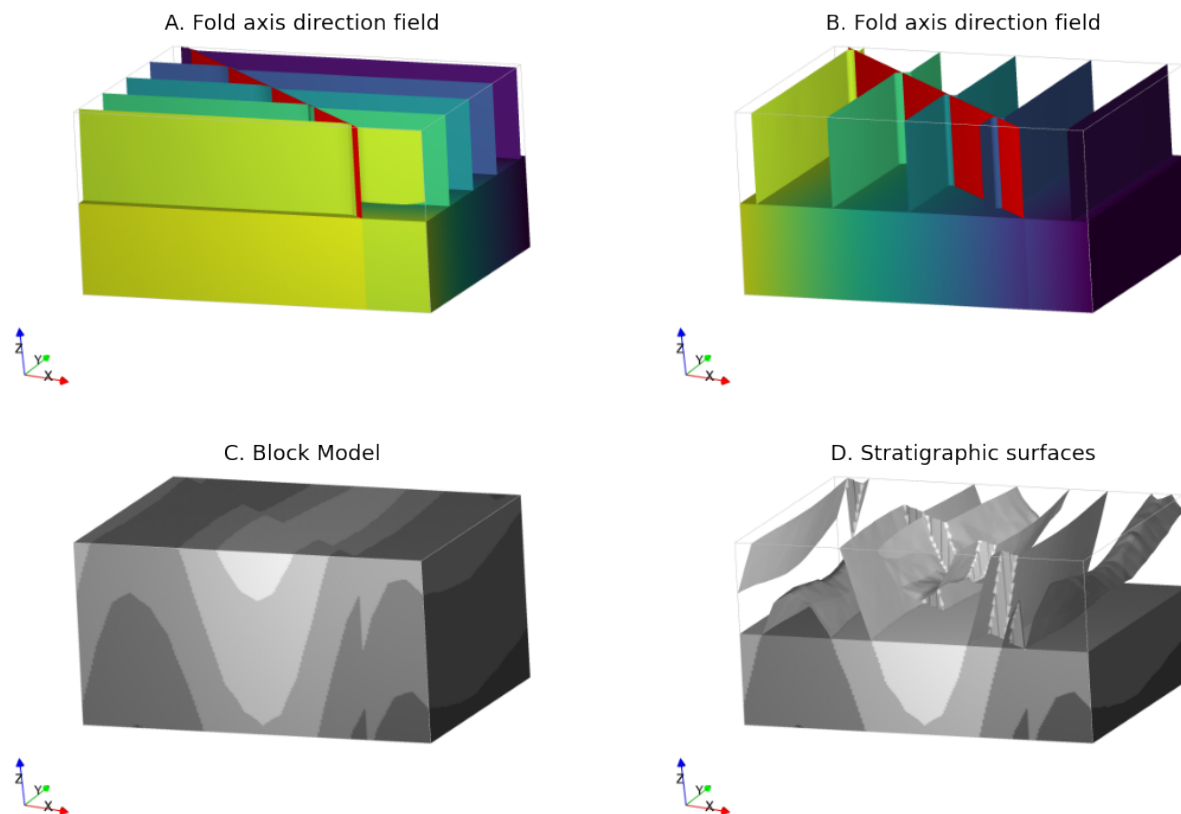 A. Fold axis direction field
B. Fold axis direction field
Z
Y
X
Z
Y
X
C. Block Model
D. Stratigraphic surfaces
Z
Y
X
Z
Y
X